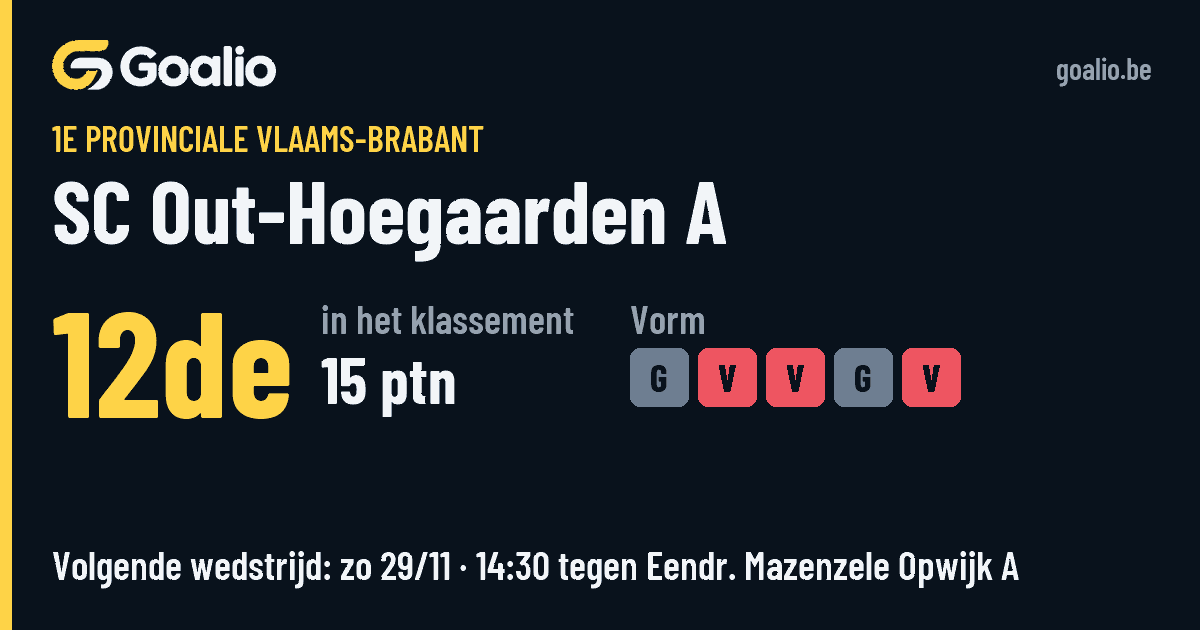 Goalio
goalio.be
1E PROVINCIALE VLAAMS-BRABANT
SC Out-Hoegaarden A
12de
in het klassement
15 ptn
Vorm
G V V G V
Volgende wedstrijd: zo 29/11 · 14:30 tegen Eendr. Mazenzele Opwijk A